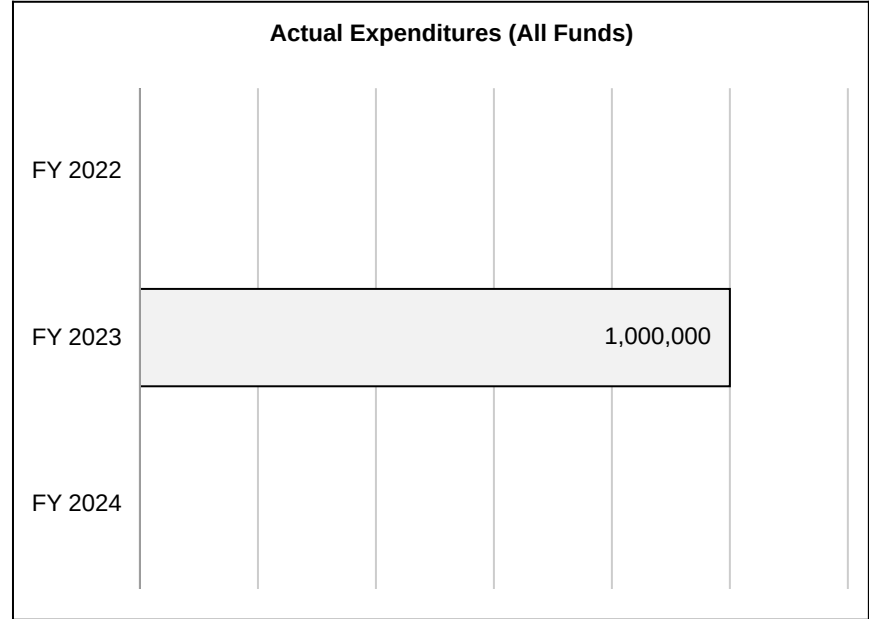 Actual Expenditures (All Funds)
FY 2022
FY 2023
1,000,000
FY 2024